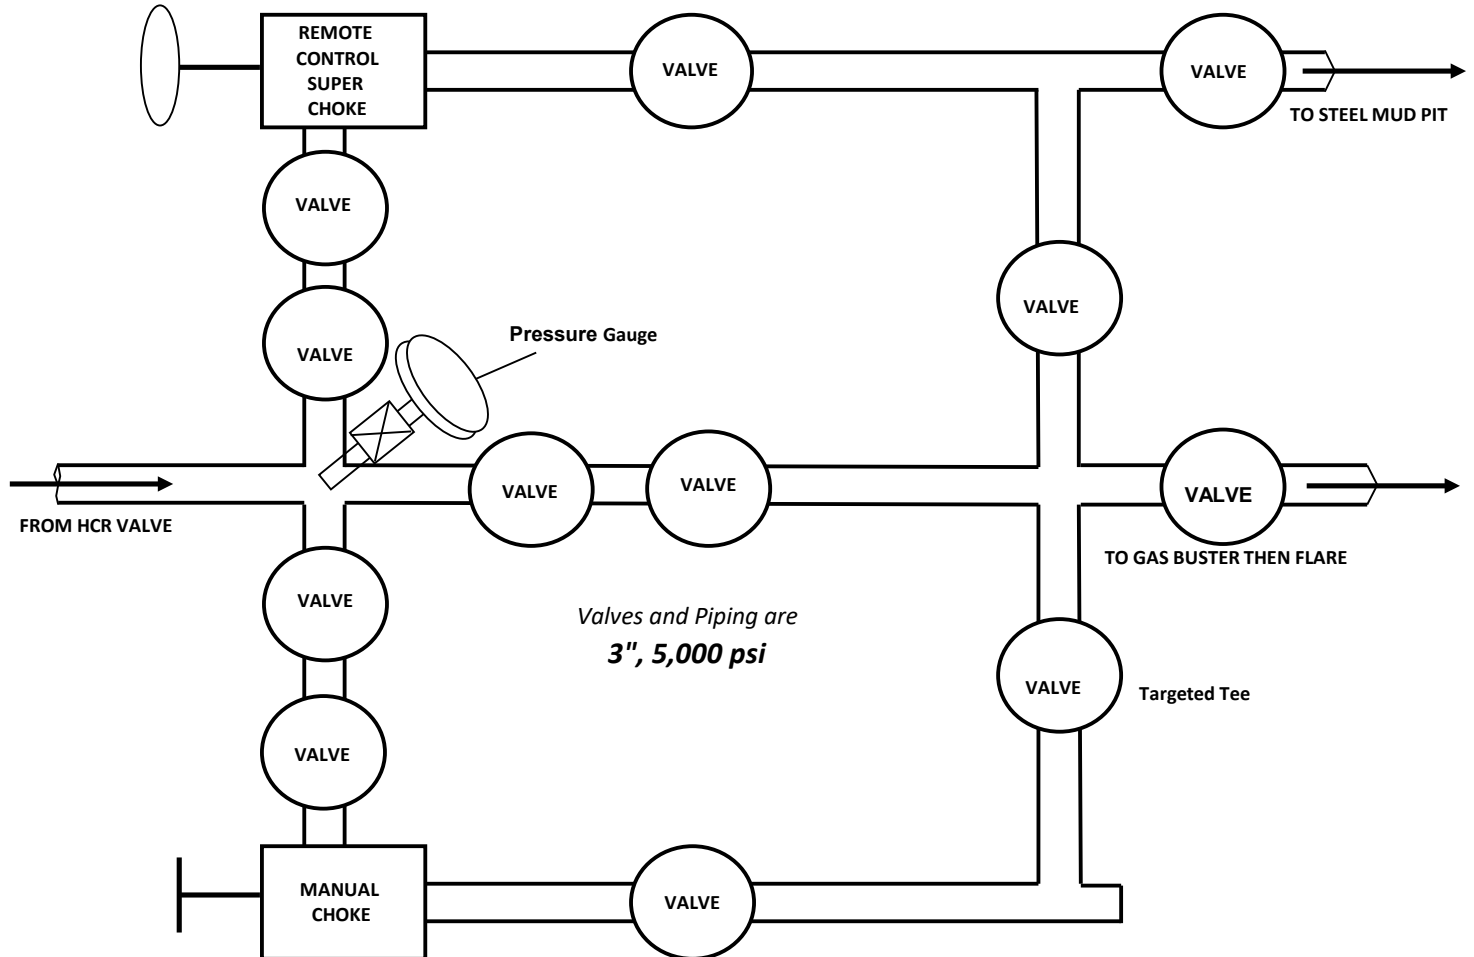 REMOTE
CONTROL
SUPER
CHOKE
VALVE
VALVE
TO STEEL MUD PIT
VALVE
VALVE
Pressure Gauge
VALVE
FROM HCR VALVE
VALVE
VALVE
VALVE
TO GAS BUSTER THEN FLARE
VALVE
Valves and Piping are
3", 5,000 psi
VALVE
Targeted Tee
VALVE
MANUAL
CHOKE
VALVE